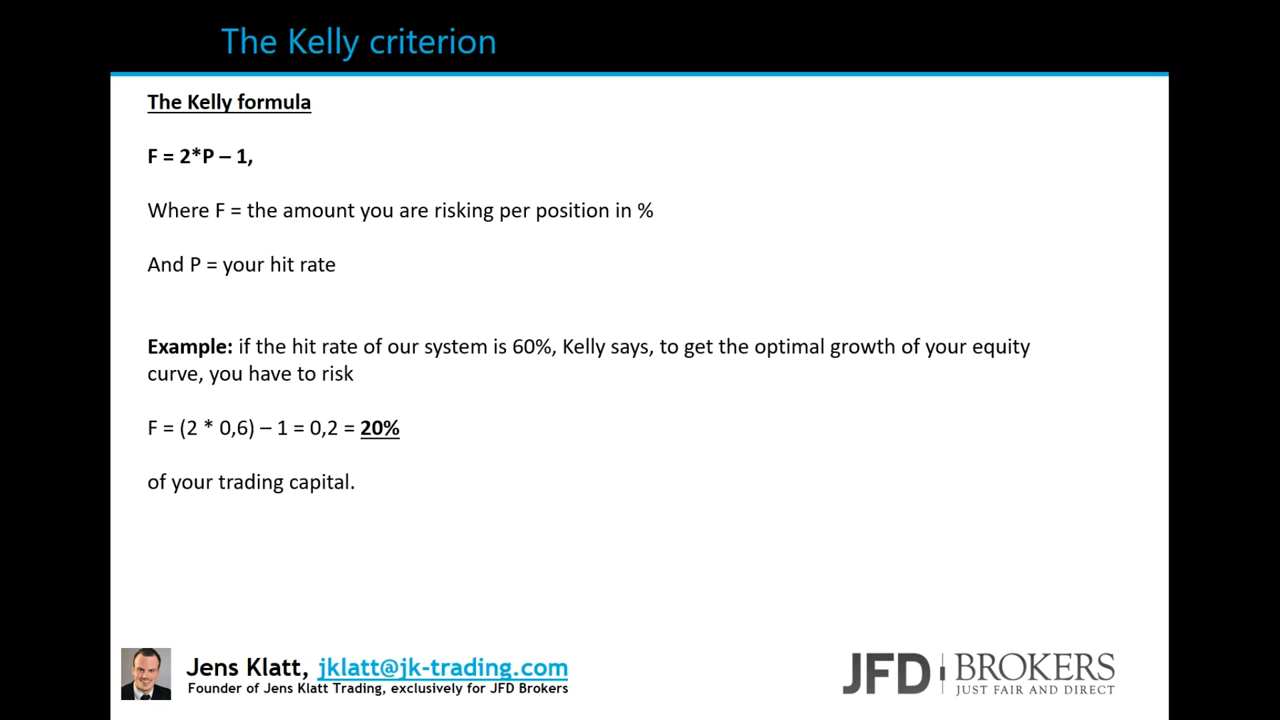 The Kelly criterion
The Kelly formula
F = 2*P – 1,
Where F = the amount you are risking per position in %
And P = your hit rate
Example: if the hit rate of our system is 60%, Kelly says, to get the optimal growth of your equity
curve, you have to risk
F = (2 * 0,6) – 1 = 0,2 = 20%
of your trading capital.
Jens Klatt, jklatt@jk-trading.com
Founder of Jens Klatt Trading, exclusively for JFD Brokers
JFD BROKERS
JUST FAIR AND DIRECT